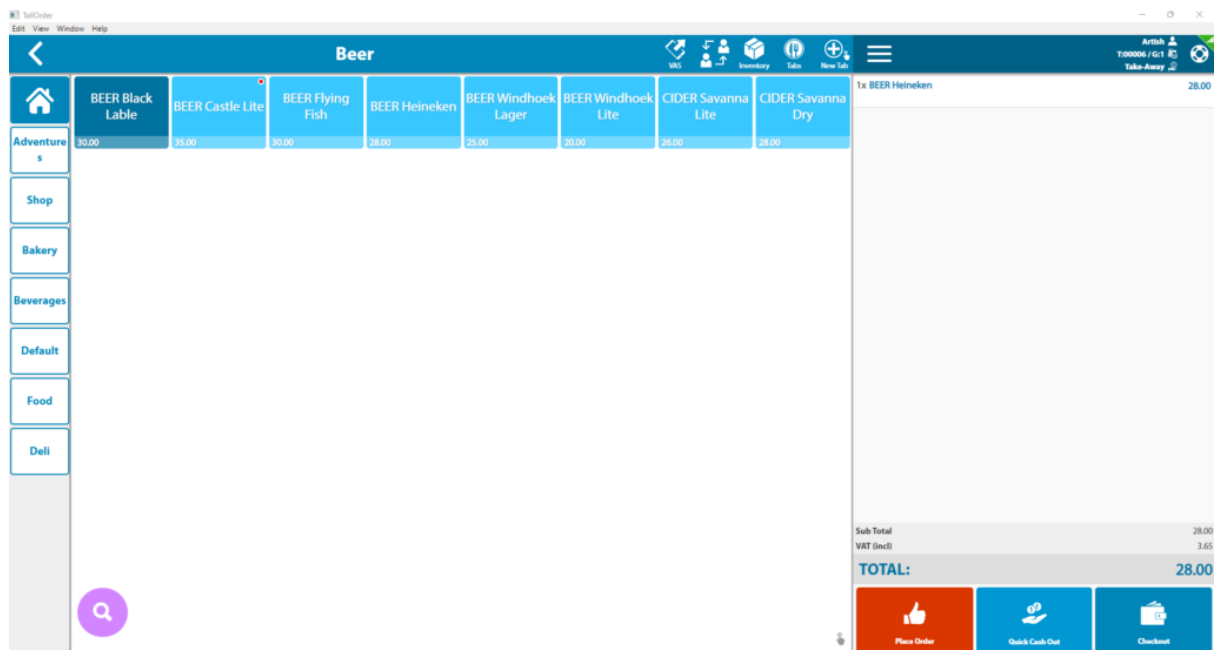 TallOrder
Edit View Window Help
Beer
VAS
Inventory
Tabs
New Tab
Artish
T:00006 / G:1
Take-Away
Adventure
s
Shop
Bakery
Beverages
Default
Food
Deli
BEER Black
Lable
30.00
BEER Castle Lite
35.00
BEER Flying
Fish
30.00
BEER Heineken
28.00
BEER Windhoek
Lager
25.00
BEER Windhoek
Lite
20.00
CIDER Savanna
Lite
26.00
CIDER Savanna
Dry
28.00
1x BEER Heineken 28.00
Sub Total 28.00
VAT (incl) 3.65
TOTAL: 28.00
Place Order
Quick Cash Out
Checkout